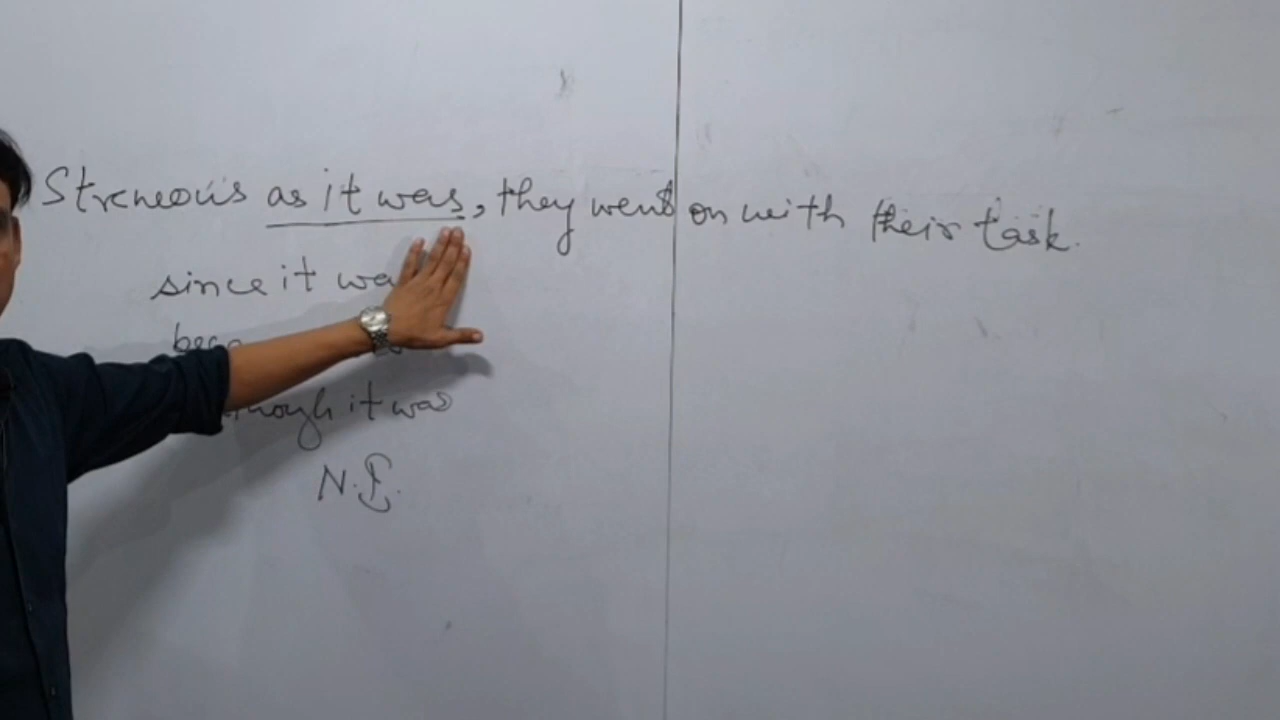 Streneous as it was, they went on with their task.
since it
it was
N.E.